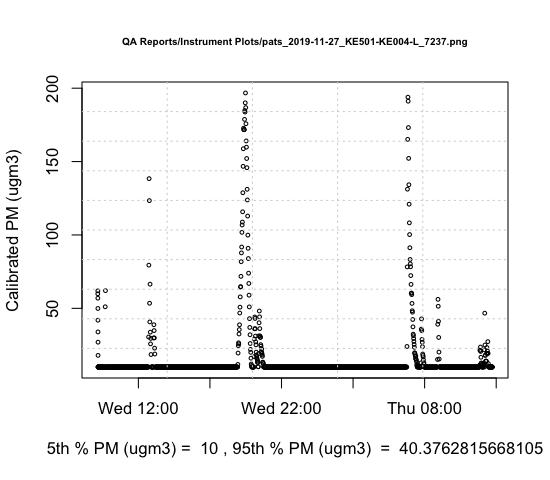 QA Reports/Instrument Plots/pats_2019-11-27_KE501-KE004-L_7237.png
Calibrated PM (ugm3)
200
150
100
50
Wed 12:00 Wed 22:00 Thu 08:00
5th % PM (ugm3) = 10 , 95th % PM (ugm3) = 40.3762815668105